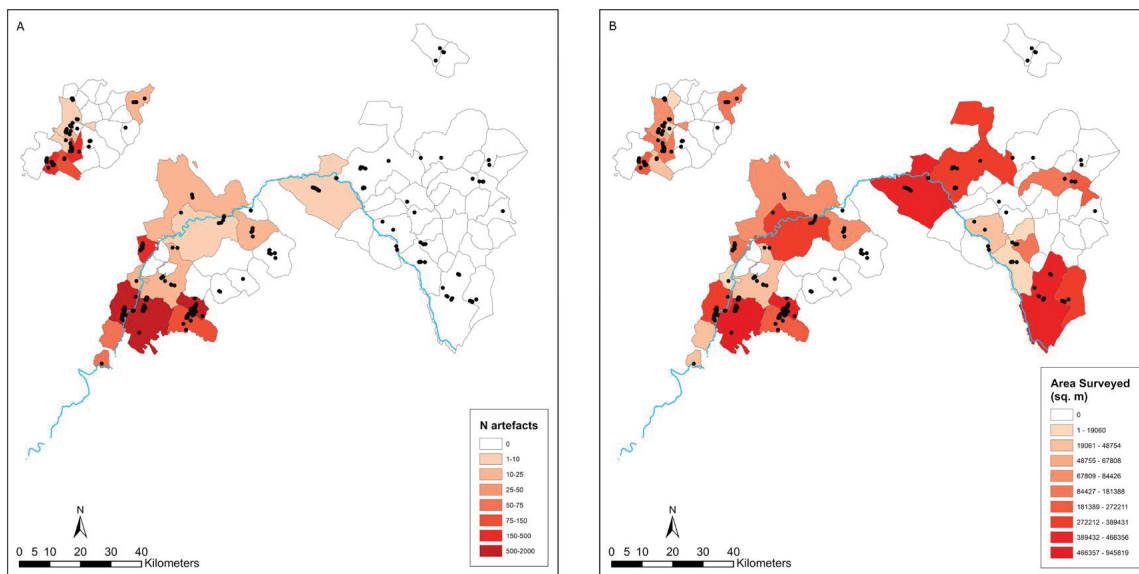 A
N artefacts
0
1-10
10-25
25-50
50-75
75-150
150-500
500-2000
0 5 10 20 30 40
Kilometers
B
Area Surveyed
(sq. m)
0
1 - 19060
19061 - 48754
48755 - 67808
67809 - 84426
84427 - 181388
181389 - 272211
272212 - 389431
389432 - 466356
466357 - 945819
0 5 10 20 30 40
Kilometers